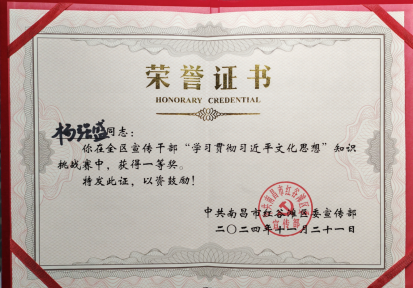 荣誉证书
HONORARY CREDENTIAL
杨强盛同志:
你在全区宣传干部“学习贯彻习近平文化思想”知识
挑战赛中,获得一等奖。
特发此证,以资鼓励!
中共南昌市红谷滩区委宣传部
二〇二四年十一月二十一日